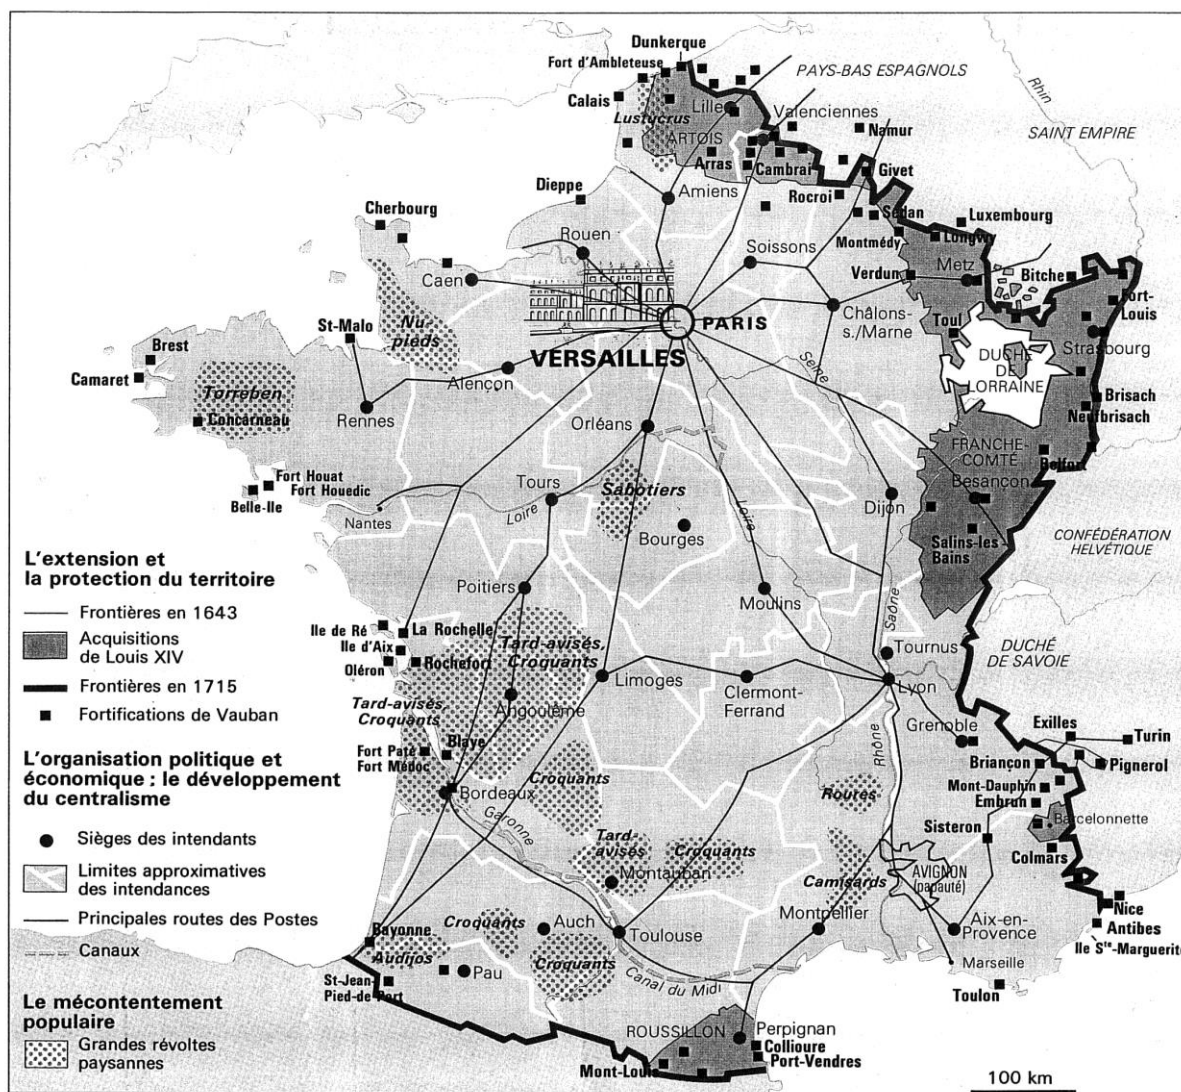 Dunkerque
Fort d'Ambleteuse
PAYS-BAS ESPAGNOLS
Rhin
Calais
Lille
Lustucrus
Valenciennes
Namur
SAINT EMPIRE
ARTOIS
Arras
Cambrai
Givet
Dieppe
Amiens
Rocroi
Sedan
Luxembourg
Cherbourg
Montmédy
Longwy
Rouen
Soissons
Verdun
Metz
Bitche
Caen
Châlons-
s./Marne
Fort-
Louis
Nu-
pieds
PARIS
Toul
Strasbourg
St-Malo
VERSAILLES
Seine
DUCHÉ
DE
LORRAINE
Brest
Camaret
Torreben
Alençon
Brisach
Neufbrisach
Concarneau
Rennes
Orléans
FRANCHE-
COMTÉ
Belfort
Besançon
Fort Houat
Fort Houedic
Belle-Ile
Tours
Sabotiers
Loire
Loire
Dijon
Nantes
Bourges
Salins-les-
Bains
CONFÉDÉRATION
HELVÉTIQUE
L'extension et
la protection du territoire
Frontières en 1643
Acquisitions
de Louis XIV
Frontières en 1715
Fortifications de Vauban
L'organisation politique et
économique : le développement
du centralisme
Sièges des intendants
Limites approximatives
des intendances
Principales routes des Postes
Canaux
Le mécontentement
populaire
Grandes révoltes
paysannes
Poitiers
Moulins
Saône
Ile de Ré
La Rochelle
Ile d'Aix
Oléron
Rochefort
Tard-avisés,
Croquants
Tournus
DUCHÉ
DE SAVOIE
Limoges
Clermont-
Ferrand
Lyon
Tard-avisés,
Croquants
Angoulême
Grenoble
Exilles
Turin
Fort Paté
Fort Médoc
Blaye
Rhône
Briançon
Pignerol
Croquants
Routes
Mont-Dauphin
Embrun
Bordeaux
Barcelonnette
Garonne
Sisteron
Tard-
avisés
Croquants
Colmars
Montauban
Camisards
AVIGNON
(papauté)
Nice
Antibes
Ile Ste-Marguerite
Bayonne
Croquants
Auch
Toulouse
Montpellier
Aix-en-
Provence
Audijos
Croquants
Marseille
St-Jean-
Pied-de-Port
Pau
Canal du Midi
Toulon
ROUSSILLON
Perpignan
Collioure
Port-Vendres
Mont-Louis
100 km